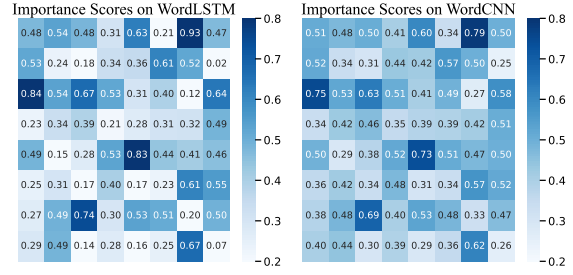 Importance Scores on WordLSTM
0.48 0.54 0.48 0.31 0.63 0.21 0.93 0.47
0.53 0.24 0.18 0.34 0.36 0.61 0.52 0.02
0.84 0.54 0.67 0.53 0.31 0.40 0.12 0.64
0.23 0.34 0.39 0.21 0.28 0.31 0.32 0.49
0.49 0.15 0.28 0.53 0.83 0.44 0.41 0.46
0.25 0.31 0.17 0.40 0.17 0.23 0.61 0.55
0.27 0.49 0.74 0.30 0.53 0.51 0.20 0.50
0.29 0.49 0.14 0.28 0.16 0.25 0.67 0.07
0.8
0.7
0.6
0.5
0.4
0.3
0.2
Importance Scores on WordCNN
0.51 0.48 0.50 0.41 0.60 0.34 0.79 0.50
0.52 0.34 0.31 0.44 0.42 0.57 0.50 0.25
0.75 0.53 0.63 0.51 0.41 0.49 0.27 0.58
0.34 0.42 0.46 0.35 0.39 0.39 0.42 0.51
0.50 0.29 0.38 0.52 0.73 0.51 0.47 0.50
0.36 0.42 0.34 0.48 0.31 0.34 0.57 0.52
0.38 0.48 0.69 0.40 0.53 0.48 0.33 0.47
0.40 0.44 0.30 0.39 0.29 0.36 0.62 0.26
0.8
0.7
0.6
0.5
0.4
0.3
0.2